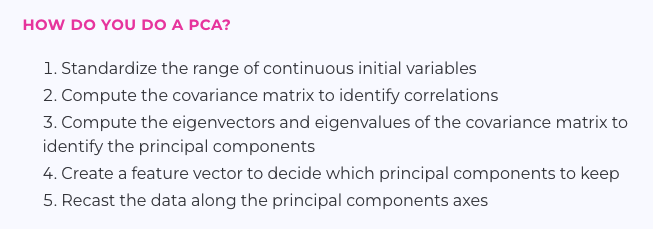 HOW DO YOU DO A PCA?
1. Standardize the range of continuous initial variables
2. Compute the covariance matrix to identify correlations
3. Compute the eigenvectors and eigenvalues of the covariance matrix to
identify the principal components
4. Create a feature vector to decide which principal components to keep
5. Recast the data along the principal components axes